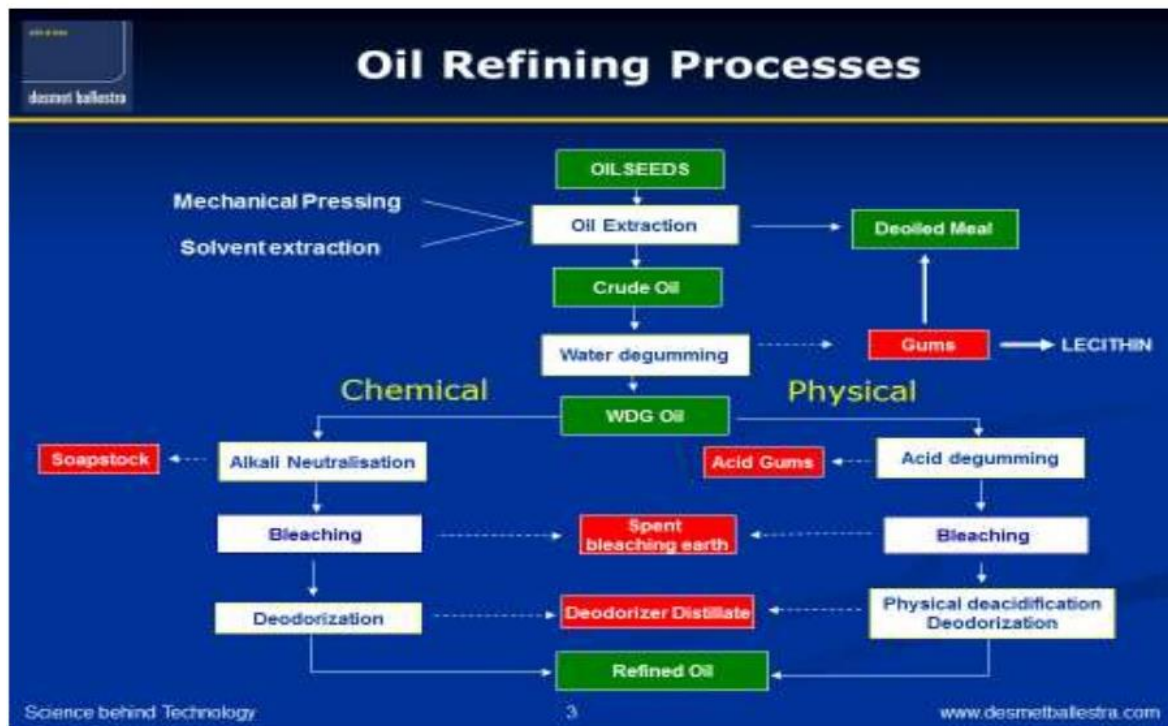 desmet ballestra
Oil Refining Processes
OILSEEDS
Mechanical Pressing
Solvent extraction
Oil Extraction
Deoiled Meal
Crude Oil
Water degumming
Gums
LECITHIN
Chemical
Physical
WDG Oil
Soapstock
Alkali Neutralisation
Acid Gums
Acid degumming
Bleaching
Spent
bleaching earth
Bleaching
Deodorization
Deodorizer Distillate
Physical deacidification
Deodorization
Refined Oil
Science behind Technology
3
www.desmetballestra.com